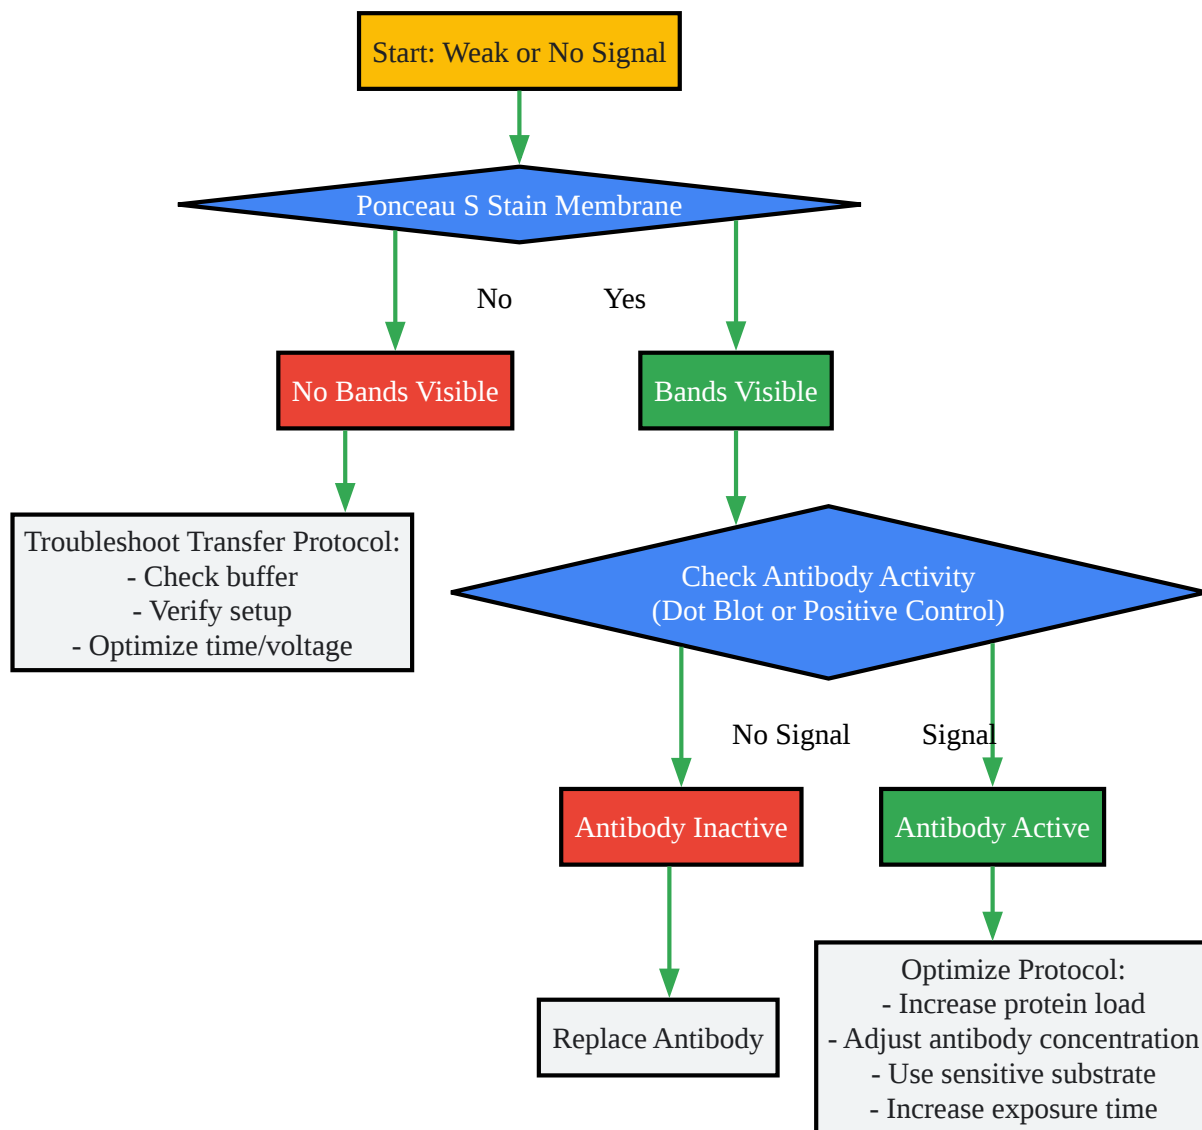 Start: Weak or No Signal
Ponceau S Stain Membrane
No
Yes
No Bands Visible
Bands Visible
Troubleshoot Transfer Protocol:
- Check buffer
- Verify setup
- Optimize time/voltage
Check Antibody Activity
(Dot Blot or Positive Control)
No Signal
Signal
Antibody Inactive
Antibody Active
Replace Antibody
Optimize Protocol:
- Increase protein load
- Adjust antibody concentration
- Use sensitive substrate
- Increase exposure time